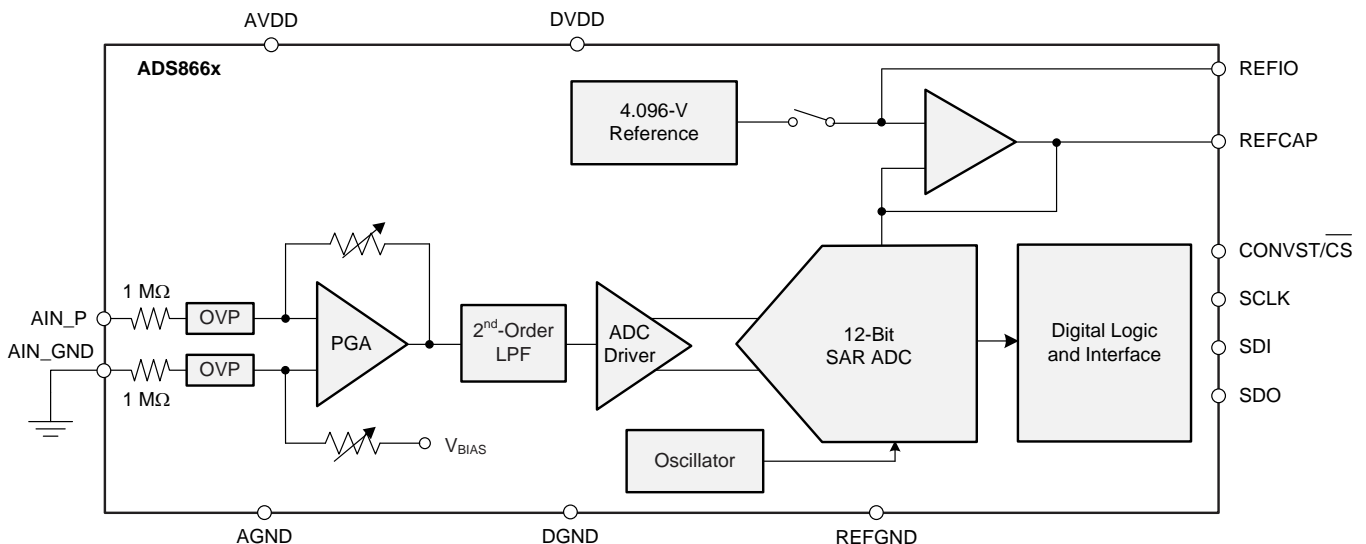 AVDD
DVDD
ADS866x
REFIO
4.096-V
Reference
REFCAP
CONVST/C̅S̅
1 MΩ
SCLK
AIN_P
OVP
2nd-Order
LPF
ADC
Driver
12-Bit
SAR ADC
Digital Logic
and Interface
PGA
AIN_GND
OVP
SDI
1 MΩ
SDO
VBIAS
Oscillator
AGND
DGND
REFGND